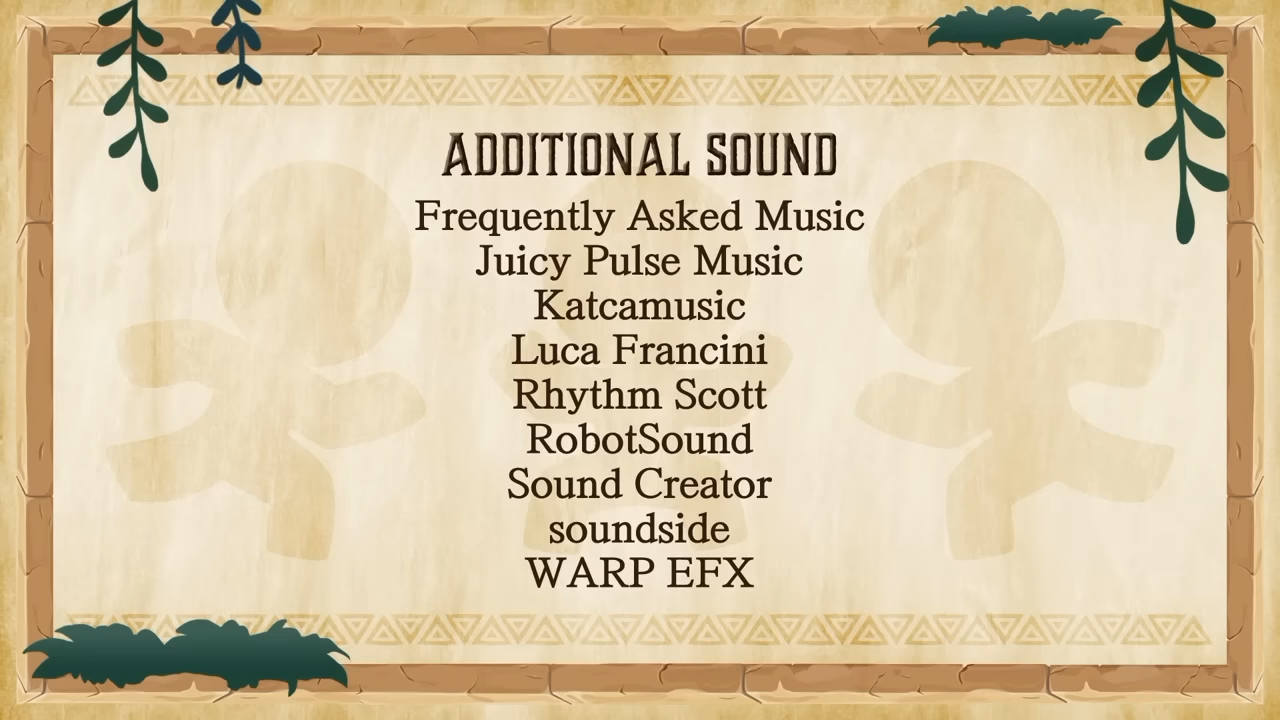 ADDITIONAL SOUND
Frequently Asked Music
Juicy Pulse Music
Katcamusic
Luca Francini
Rhythm Scott
RobotSound
Sound Creator
soundside
WARP EFX